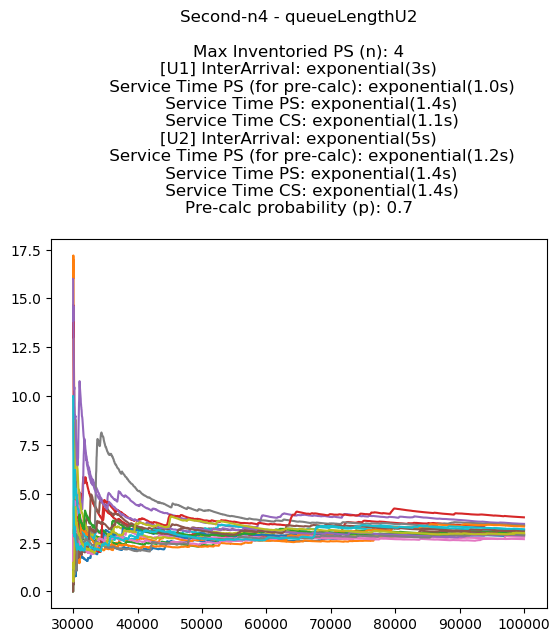 Second-n4 - queueLengthU2
Max Inventoried PS (n): 4
[U1] InterArrival: exponential(3s)
Service Time PS (for pre-calc): exponential(1.0s)
Service Time PS: exponential(1.4s)
Service Time CS: exponential(1.1s)
[U2] InterArrival: exponential(5s)
Service Time PS (for pre-calc): exponential(1.2s)
Service Time PS: exponential(1.4s)
Service Time CS: exponential(1.4s)
Pre-calc probability (p): 0.7
17.5
15.0
12.5
10.0
7.5
5.0
2.5
0.0
30000 40000 50000 60000 70000 80000 90000 100000